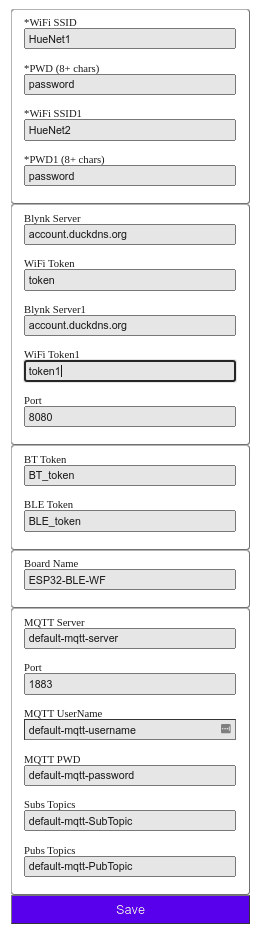 *WiFi SSID
HueNet1
*PWD (8+ chars)
password
*WiFi SSID1
HueNet2
*PWD1 (8+ chars)
password
Blynk Server
account.duckdns.org
WiFi Token
token
Blynk Server1
account.duckdns.org
WiFi Token1
token1
Port
8080
BT Token
BT_token
BLE Token
BLE_token
Board Name
ESP32-BLE-WF
MQTT Server
default-mqtt-server
Port
1883
MQTT UserName
default-mqtt-username
MQTT PWD
default-mqtt-password
Subs Topics
default-mqtt-SubTopic
Pubs Topics
default-mqtt-PubTopic
Save